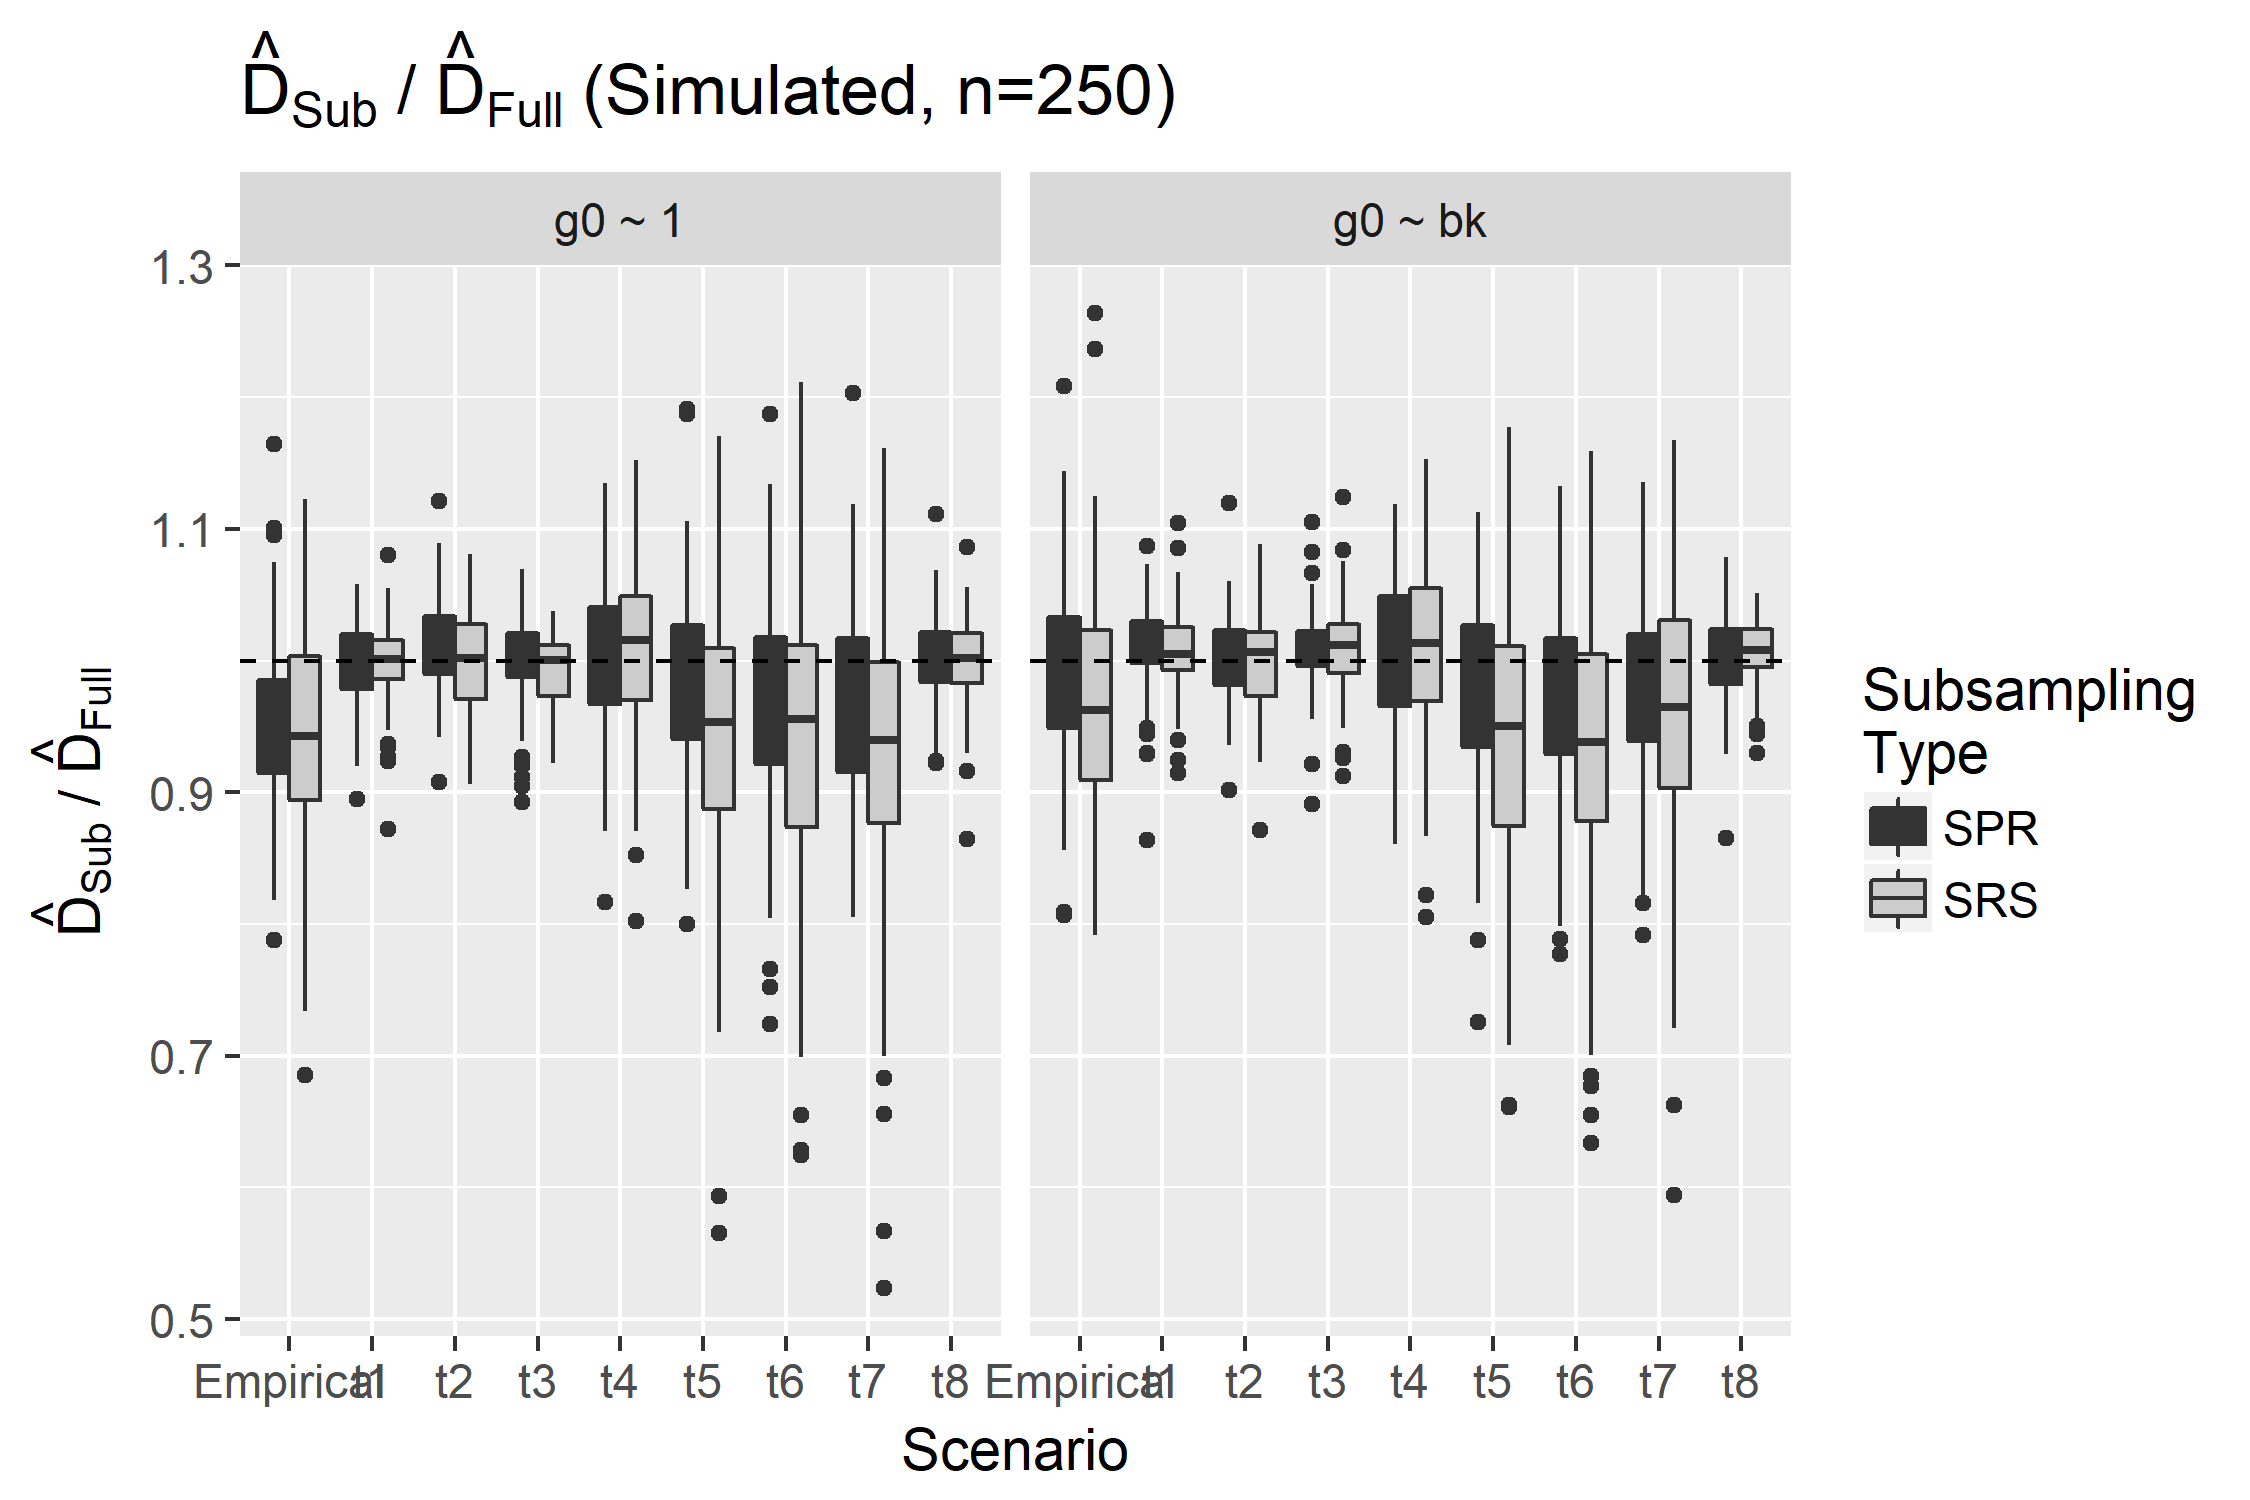 D̂Sub / D̂Full (Simulated, n=250)
g0 ~ 1
g0 ~ bk
1.3
1.1
0.9
0.7
0.5
D̂Sub / D̂Full
Empirical t1 t2 t3 t4 t5 t6 t7 t8
Empirical t1 t2 t3 t4 t5 t6 t7 t8
Scenario
Subsampling
Type
SPR
SRS